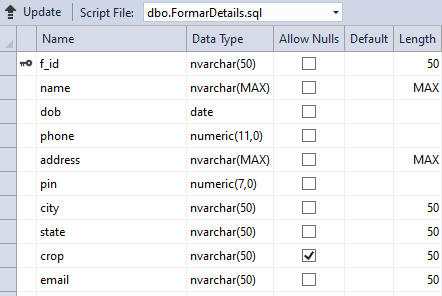 Update Script File: dbo.FormarDetails.sql
Name Data Type Allow Nulls Default Length
f_id nvarchar(50) 50
name nvarchar(MAX) MAX
dob date
phone numeric(11,0)
address nvarchar(MAX) MAX
pin numeric(7,0)
city nvarchar(50) 50
state nvarchar(50) 50
crop nvarchar(50) 50
email nvarchar(50) 50